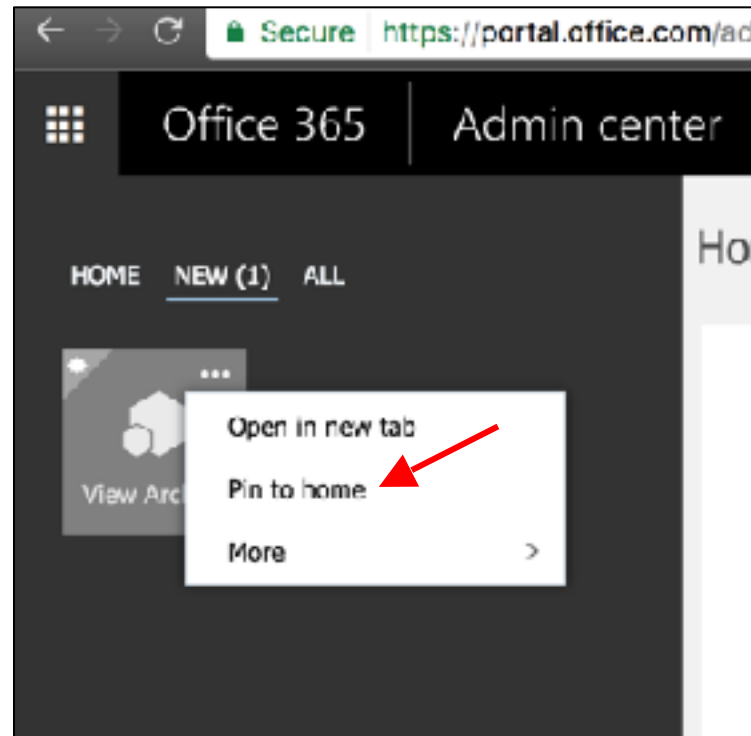 Secure https://portal.office.com/ad
Office 365 Admin center
Ho
HOME NEW (1) ALL
Open in new tab
View Arc
Pin to home
More